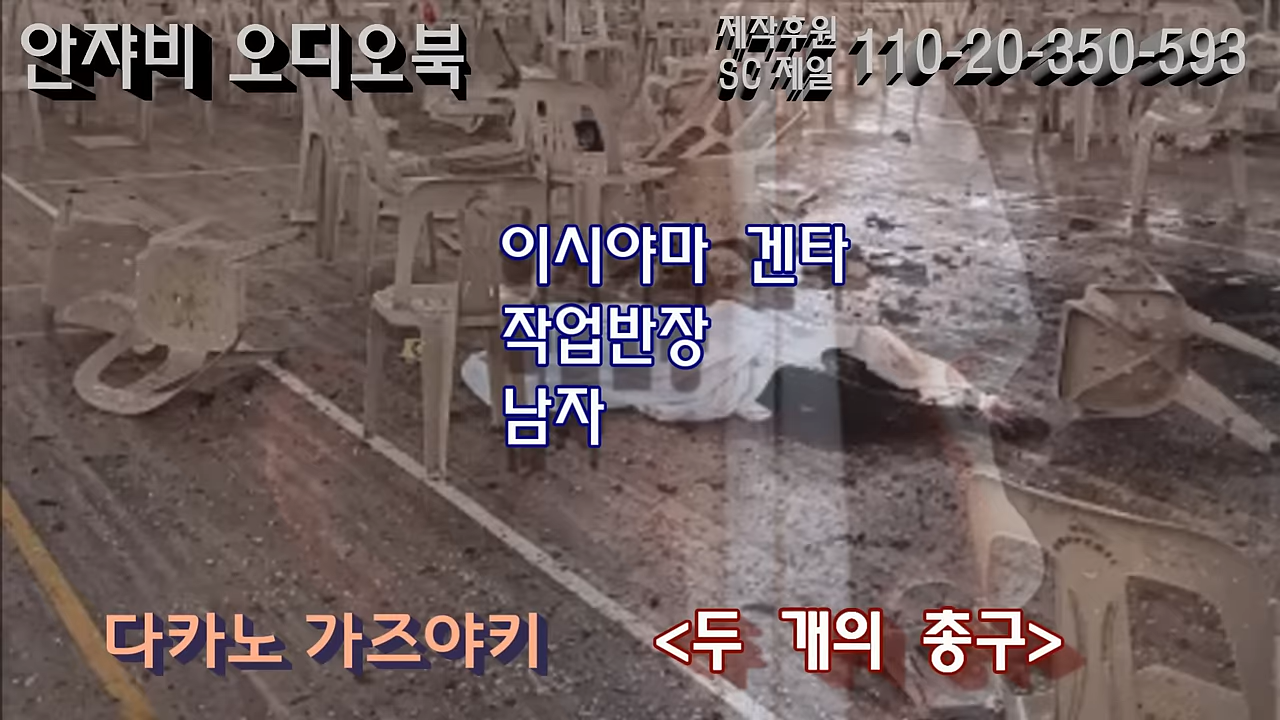 안쟈비 오디오북
제작후원
SC 제일
110-20-350-593
이시야마 겐타
작업반장
남자
다카노 가즈야키
<두 개의 총구>